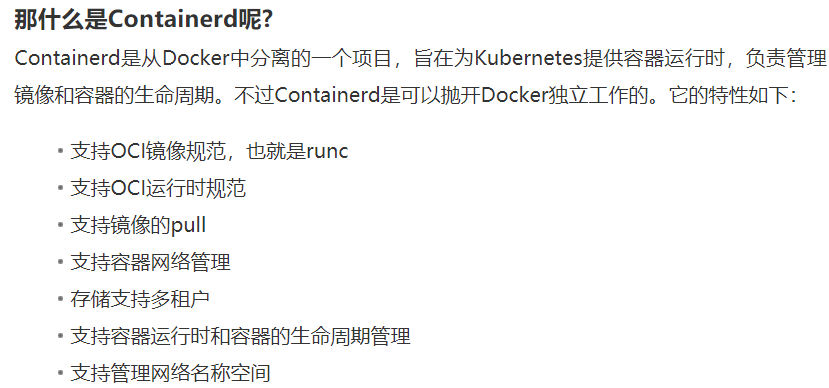 那什么是Containerd呢?
Containerd是从Docker中分离的一个项目，旨在为Kubernetes提供容器运行时，负责管理
镜像和容器的生命周期。不过Containerd是可以抛开Docker独立工作的。它的特性如下：
▪ 支持OCI镜像规范，也就是runc
▪ 支持OCI运行时规范
▪ 支持镜像的pull
▪ 支持容器网络管理
▪ 存储支持多租户
▪ 支持容器运行时和容器的生命周期管理
▪ 支持管理网络名称空间